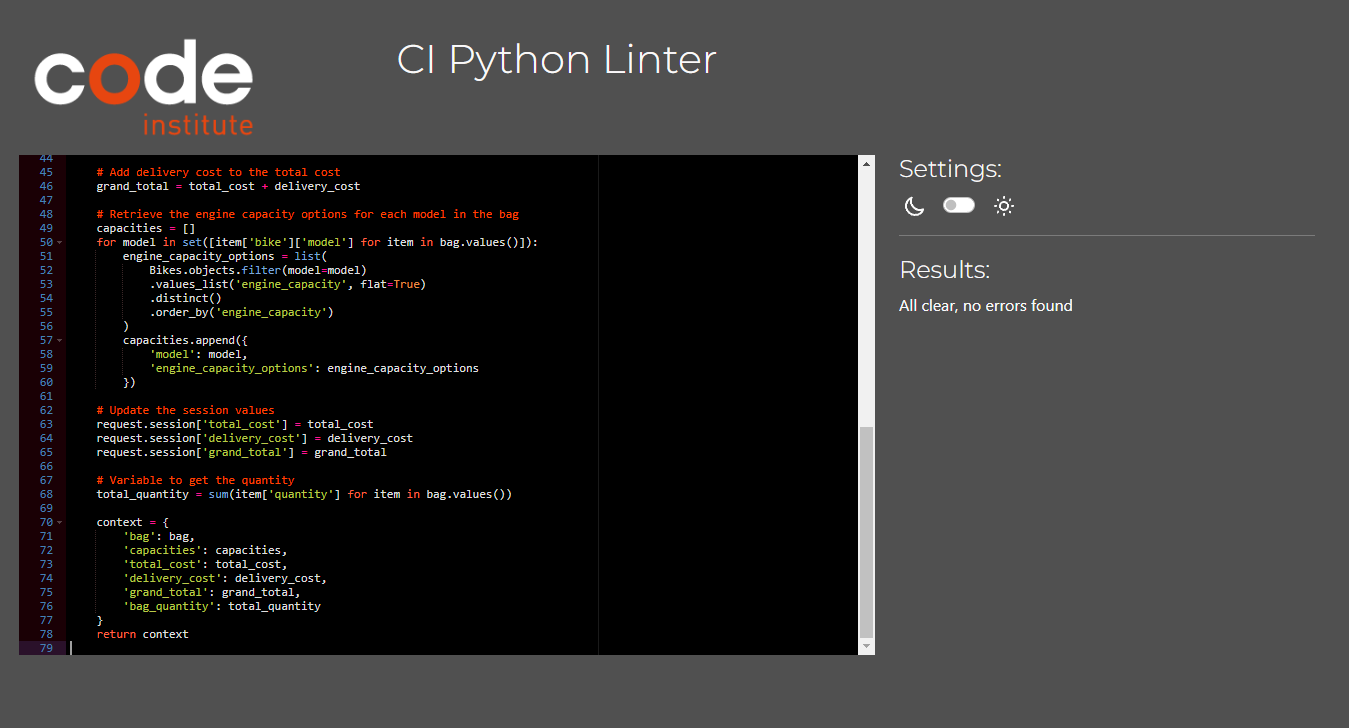 code
institute
CI Python Linter
44
45 # Add delivery cost to the total cost
46 grand_total = total_cost + delivery_cost
47
48 # Retrieve the engine capacity options for each model in the bag
49 capacities = []
50 for model in set([item['bike']['model'] for item in bag.values()]):
51 engine_capacity_options = list(
52 Bikes.objects.filter(model=model)
53 .values_list('engine_capacity', flat=True)
54 .distinct()
55 .order_by('engine_capacity')
56 )
57 capacities.append({
58 'model': model,
59 'engine_capacity_options': engine_capacity_options
60 })
61
62 # Update the session values
63 request.session['total_cost'] = total_cost
64 request.session['delivery_cost'] = delivery_cost
65 request.session['grand_total'] = grand_total
66
67 # Variable to get the quantity
68 total_quantity = sum(item['quantity'] for item in bag.values())
69
70 context = {
71 'bag': bag,
72 'capacities': capacities,
73 'total_cost': total_cost,
74 'delivery_cost': delivery_cost,
75 'grand_total': grand_total,
76 'bag_quantity': total_quantity
77 }
78 return context
79
Settings:
Results:
All clear, no errors found